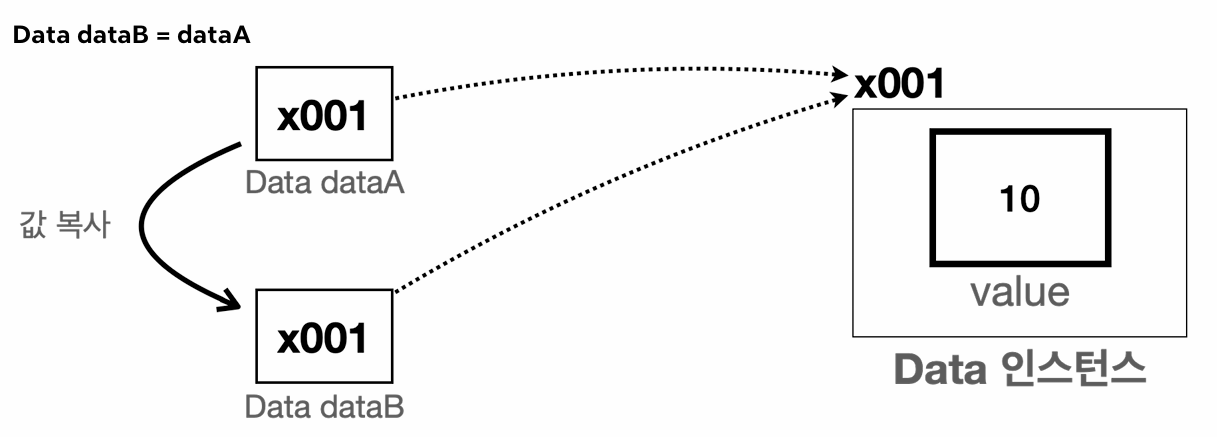 Data dataB = dataA
x001
Data dataA
값 복사
x001
Data dataB
x001
10
value
Data 인스턴스